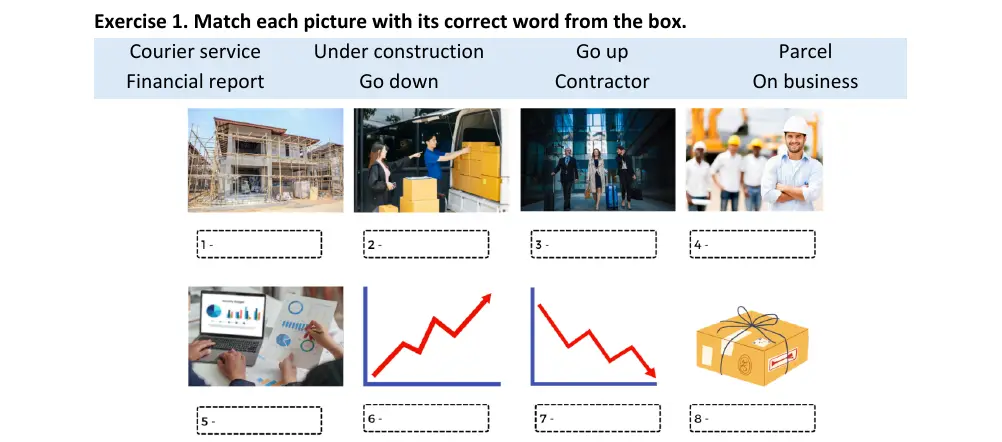 Exercise 1. Match each picture with its correct word from the box.
Courier service Under construction Go up Parcel
Financial report Go down Contractor On business
1 - 2 - 3 - 4 -
5 - 6 - 7 - 8 -